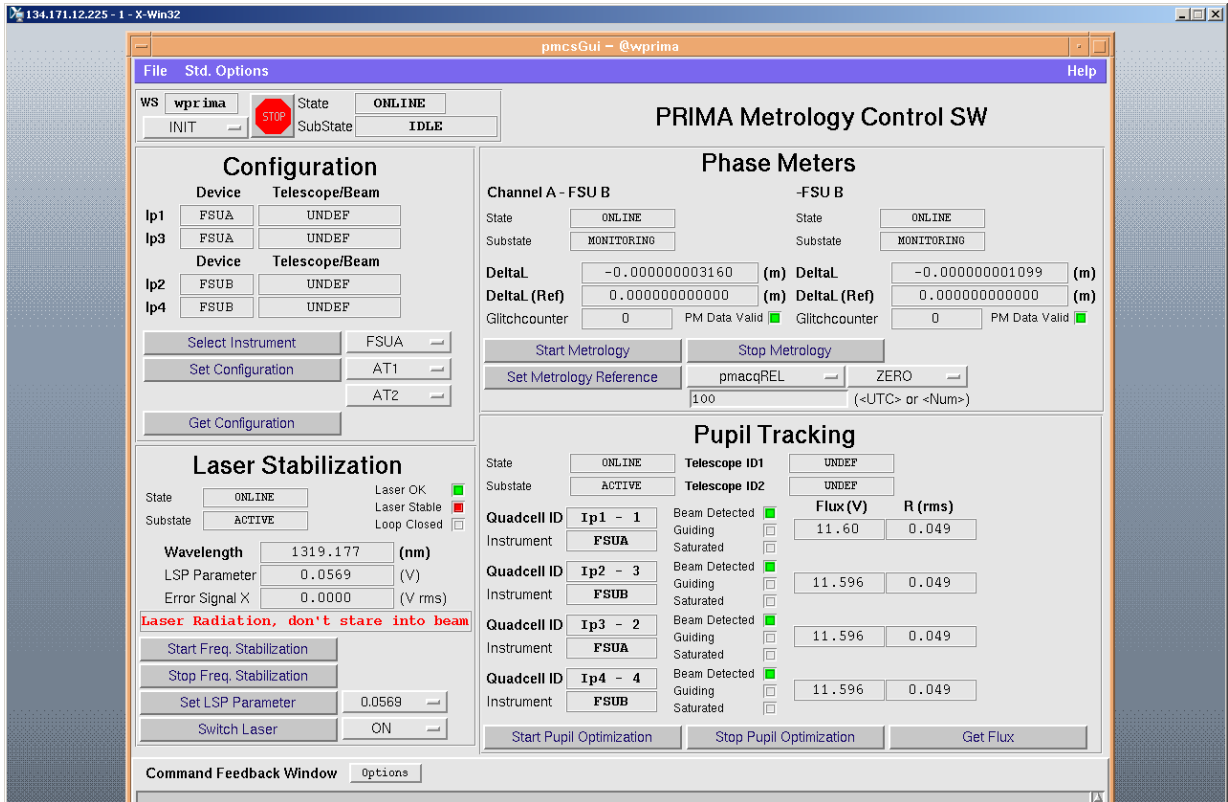 134.171.12.225 - 1 - X-Win32
pmcsGui - @wprima
File Std. Options Help
WS wprima STOP State ONLINE
INIT SubState IDLE
PRIMA Metrology Control SW
Configuration
Device Telescope/Beam
Ip1 FSUA UNDEF
Ip3 FSUA UNDEF
Device Telescope/Beam
Ip2 FSUB UNDEF
Ip4 FSUB UNDEF
Select Instrument FSUA
Set Configuration AT1
AT2
Get Configuration
Phase Meters
Channel A - FSU B -FSU B
State ONLINE State ONLINE
Substate MONITORING Substate MONITORING
DeltaL -0.000000003160 (m) DeltaL -0.000000001099 (m)
DeltaL (Ref) 0.000000000000 (m) DeltaL (Ref) 0.000000000000 (m)
Glitchcounter 0 PM Data Valid Glitchcounter 0 PM Data Valid
Start Metrology Stop Metrology
Set Metrology Reference pmacqREL ZERO
100 (<UTC> or <Num>)
Laser Stabilization
State ONLINE Laser OK
Laser Stable
Substate ACTIVE Loop Closed
Wavelength 1319.177 (nm)
LSP Parameter 0.0569 (V)
Error Signal X 0.0000 (V rms)
Laser Radiation, don't stare into beam
Start Freq. Stabilization
Stop Freq. Stabilization
Set LSP Parameter 0.0569
Switch Laser ON
Pupil Tracking
State ONLINE Telescope ID1 UNDEF
Substate ACTIVE Telescope ID2 UNDEF
Flux (V) R (rms)
Quadcell ID Ip1 - 1 Beam Detected
Guiding 11.60 0.049
Instrument FSUA Saturated
Quadcell ID Ip2 - 3 Beam Detected
Guiding 11.596 0.049
Instrument FSUB Saturated
Quadcell ID Ip3 - 2 Beam Detected
Guiding 11.596 0.049
Instrument FSUA Saturated
Quadcell ID Ip4 - 4 Beam Detected
Guiding 11.596 0.049
Instrument FSUB Saturated
Start Pupil Optimization Stop Pupil Optimization Get Flux
Command Feedback Window Options